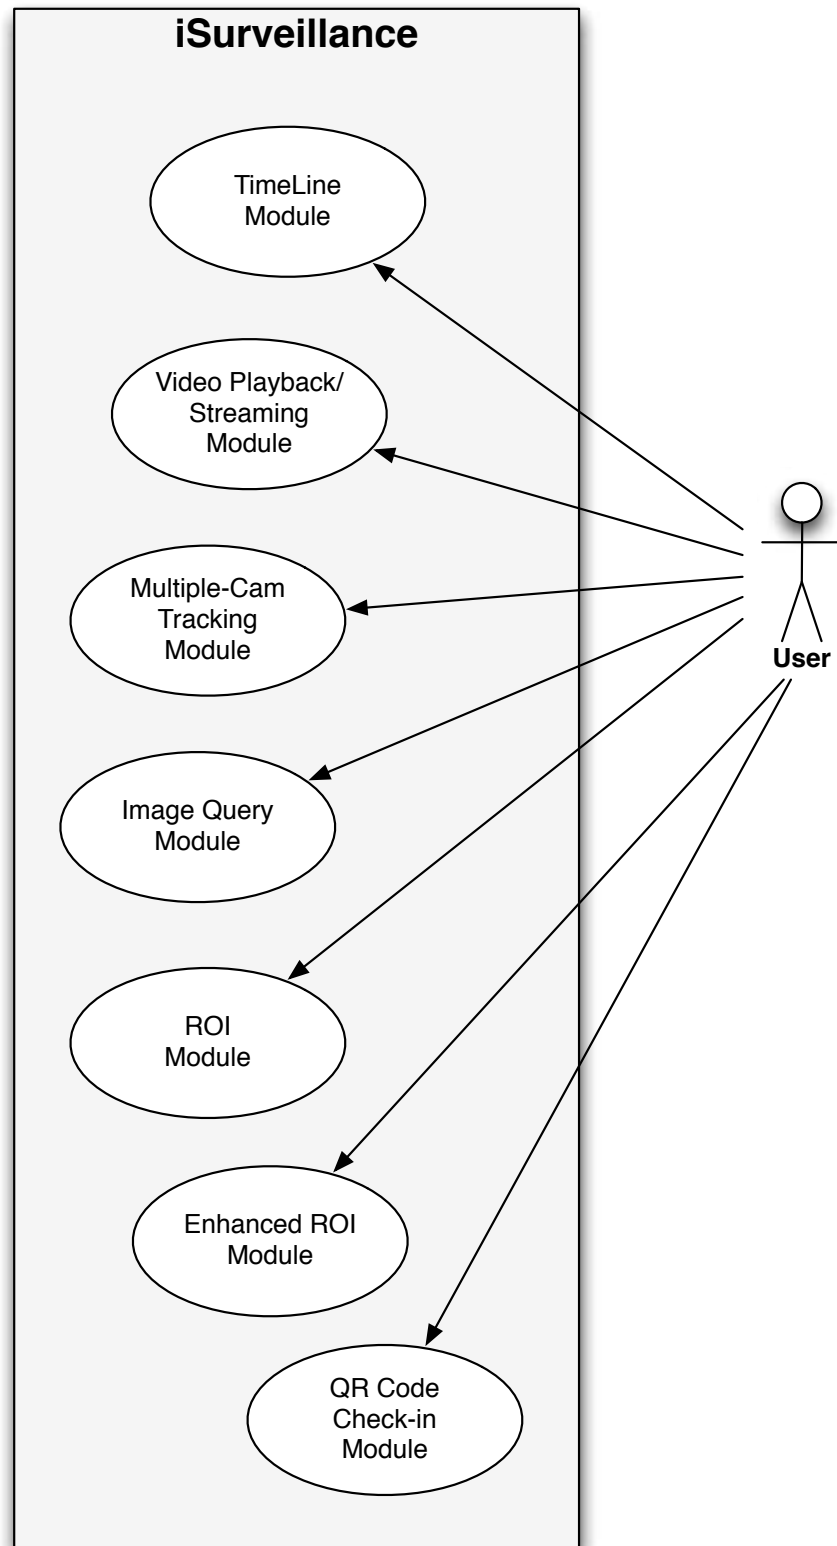 iSurveillance
TimeLine
Module
Video Playback/
Streaming
Module
Multiple-Cam
Tracking
Module
User
Image Query
Module
ROI
Module
Enhanced ROI
Module
QR Code
Check-in
Module